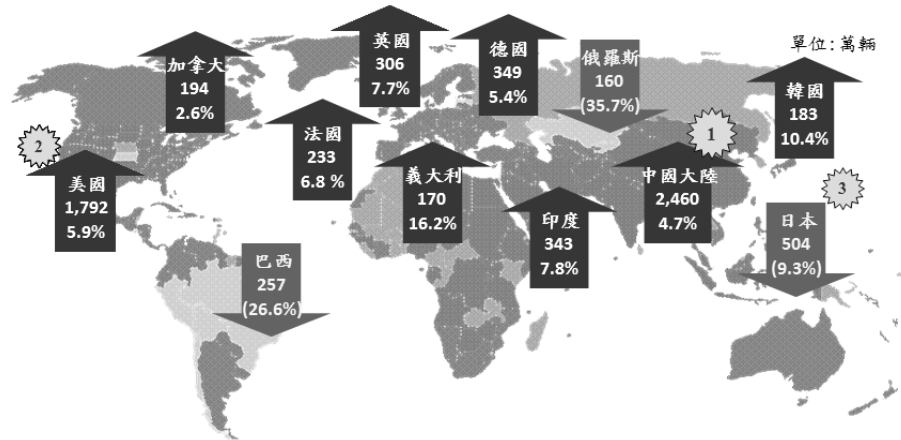 單位:萬輛
加拿大
194
2.6%
英國
306
7.7%
德國
349
5.4%
俄羅斯
160
(35.7%)
韓國
183
10.4%
1
2
法國
233
6.8 %
美國
1,792
5.9%
義大利
170
16.2%
印度
343
7.8%
中國大陸
2,460
4.7%
3
日本
504
(9.3%)
巴西
257
(26.6%)